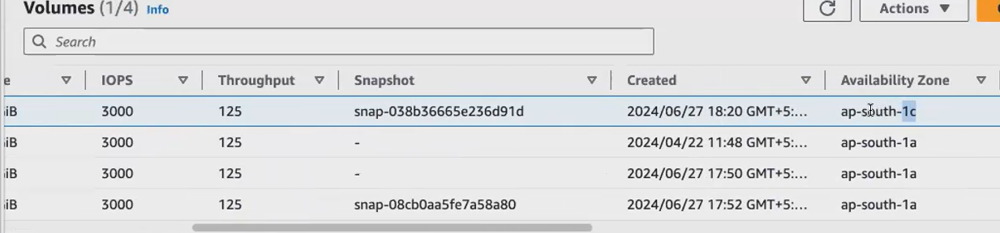 Volumes (1/4) Info
Actions
Search
e IOPS Throughput Snapshot Created Availability Zone
iB 3000 125 snap-038b36665e236d91d 2024/06/27 18:20 GMT+5:... ap-south-1c
iB 3000 125 - 2024/04/22 11:48 GMT+5:... ap-south-1a
iB 3000 125 - 2024/06/27 17:50 GMT+5:... ap-south-1a
iB 3000 125 snap-08cb0aa5fe7a58a80 2024/06/27 17:52 GMT+5:... ap-south-1a